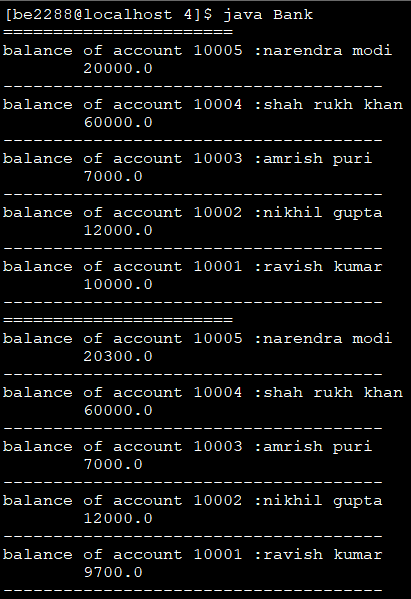 [be2288@localhost 4]$ java Bank
=======================
balance of account 10005 :narendra modi
        20000.0
--------------------------------------
balance of account 10004 :shah rukh khan
        60000.0
--------------------------------------
balance of account 10003 :amrish puri
        7000.0
--------------------------------------
balance of account 10002 :nikhil gupta
        12000.0
--------------------------------------
balance of account 10001 :ravish kumar
        10000.0
--------------------------------------
=======================
balance of account 10005 :narendra modi
        20300.0
--------------------------------------
balance of account 10004 :shah rukh khan
        60000.0
--------------------------------------
balance of account 10003 :amrish puri
        7000.0
--------------------------------------
balance of account 10002 :nikhil gupta
        12000.0
--------------------------------------
balance of account 10001 :ravish kumar
        9700.0
--------------------------------------